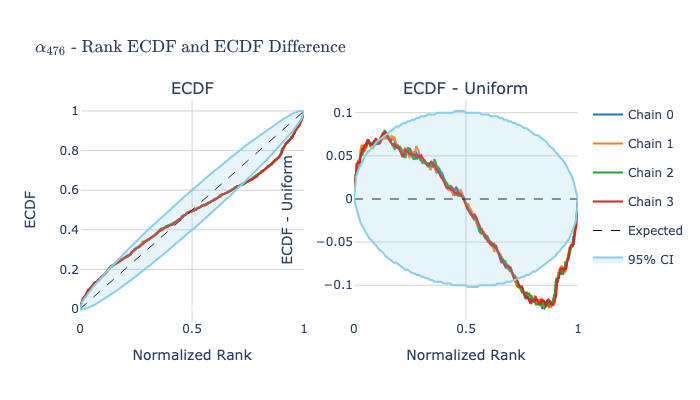 α476 - Rank ECDF and ECDF Difference
ECDF
ECDF - Uniform
ECDF
1
0.8
0.6
0.4
0.2
0
0
0.5
1
Normalized Rank
ECDF - Uniform
0.1
0.05
0
−0.05
−0.1
0
0.5
1
Normalized Rank
Chain 0
Chain 1
Chain 2
Chain 3
Expected
95% CI